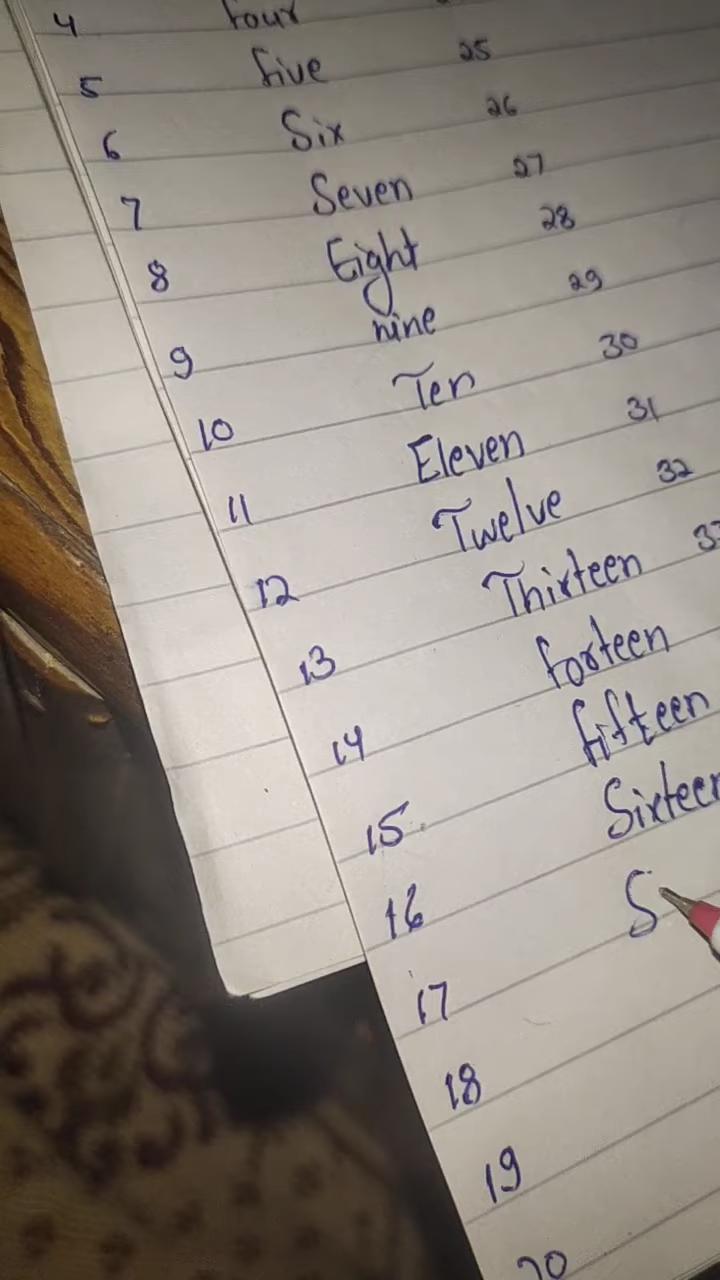 4 four
5 five 25
6 Six 26
7 Seven 27
8 Eight 28
9 nine 29
10 Ten 30
11 Eleven 31
12 Twelve 32
13 Thirteen
14 forteen
15 fifteen
16 Sixteen
17 S
18
19
20